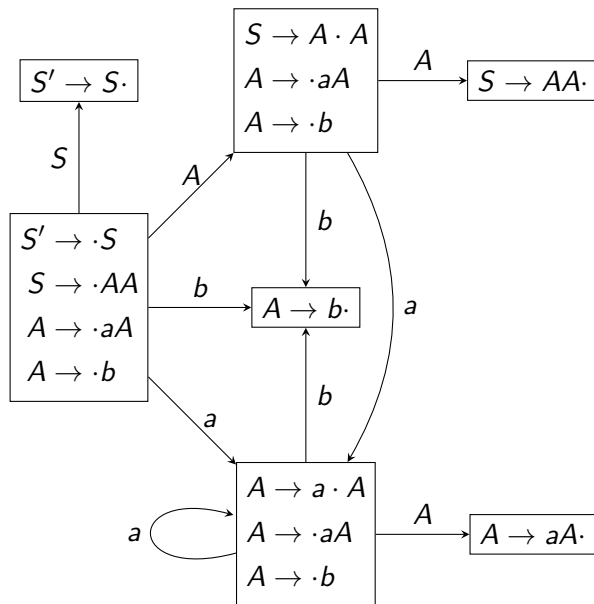 S → A · A
A → ·aA
A → ·b
A
S → AA·
S′ → S·
S
A
S′ → ·S
S → ·AA
A → ·aA
A → ·b
b
b
a
A → b·
a
b
A → a · A
A → ·aA
A → ·b
a
A
A → aA·